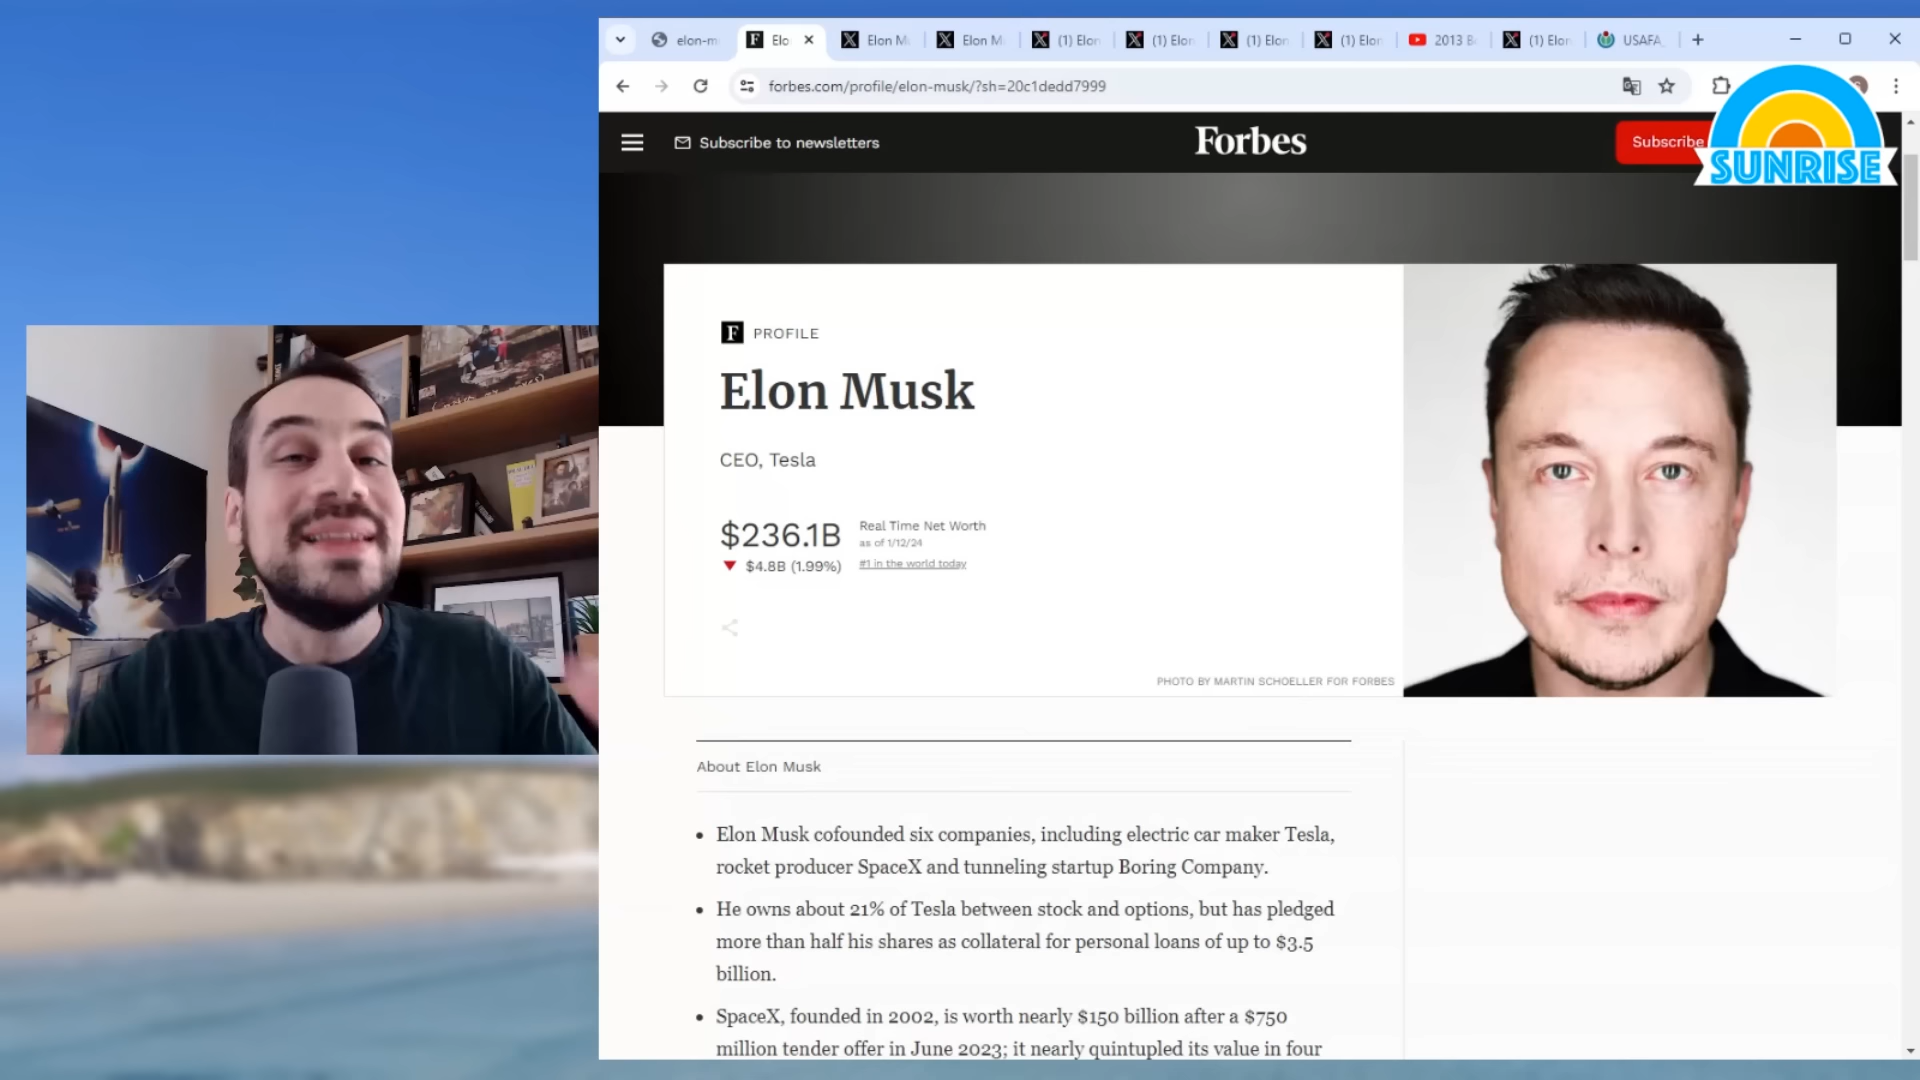 elon-m
Elo
Elon M
Elon M
(1) Elon
(1) Elon
(1) Elon
(1) Elon
2013 B
(1) Elon
USAFA
forbes.com/profile/elon-musk/?sh=20c1dedd7999
Subscribe to newsletters
Forbes
Subscribe
SUNRISE
F PROFILE
Elon Musk
CEO, Tesla
$236.1B
Real Time Net Worth
as of 1/12/24
$4.8B (1.99%)
#1 in the world today
PHOTO BY MARTIN SCHOELLER FOR FORBES
About Elon Musk
• Elon Musk cofounded six companies, including electric car maker Tesla,
rocket producer SpaceX and tunneling startup Boring Company.
• He owns about 21% of Tesla between stock and options, but has pledged
more than half his shares as collateral for personal loans of up to $3.5
billion.
• SpaceX, founded in 2002, is worth nearly $150 billion after a $750
million tender offer in June 2023; it nearly quintupled its value in four